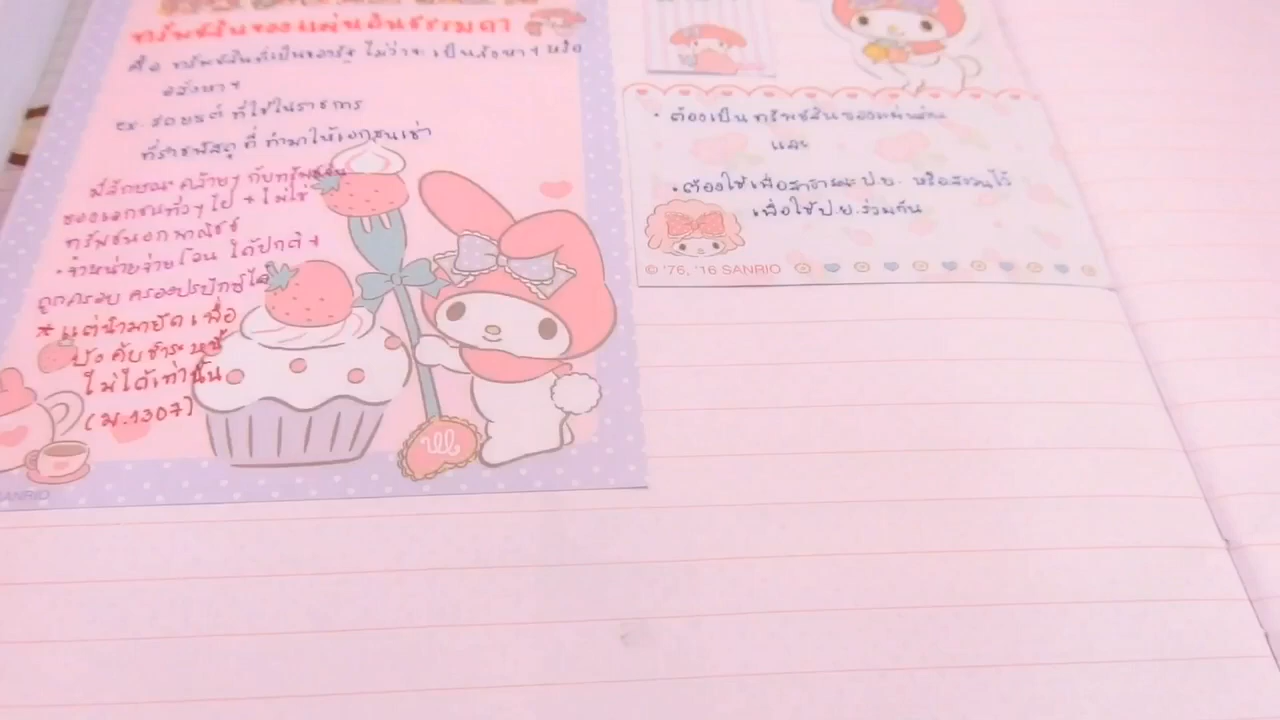 ทรัพย์สินของแผ่นดินธรรมดา
คือ ทรัพย์สินที่เป็นของรัฐ ไม่ว่าจะ เป็นสังหาฯ หรือ
อสังหาฯ
ex. รถยนต์ ที่ใช้ในราชการ
ที่ราชพัสดุ ที่ ทำมาให้เอกชนเช่า
มีลักษณะ คล้ายๆ กับทรัพย์สิน
ของเอกชนทั่วๆ ไป → ไม่ใช่
ทรัพย์นอกพาณิชย์
• จำหน่ายจ่ายโอน ได้ปกติ
ถูกครอบ ครองปรปักษ์ได้
* แต่นำมายึด เพื่อ
บังคับชำระ หนี้
ไม่ได้เท่านั้น
(ม.1307)
SANRIO
• ต้องเป็น ทรัพย์สิน ของแผ่นดิน
และ
• ต้องใช้ เพื่อสาธารณะ ป.ย. หรือสงวนไว้
เพื่อใช้ ป.ย. ร่วมกัน
© '76, '16 SANRIO